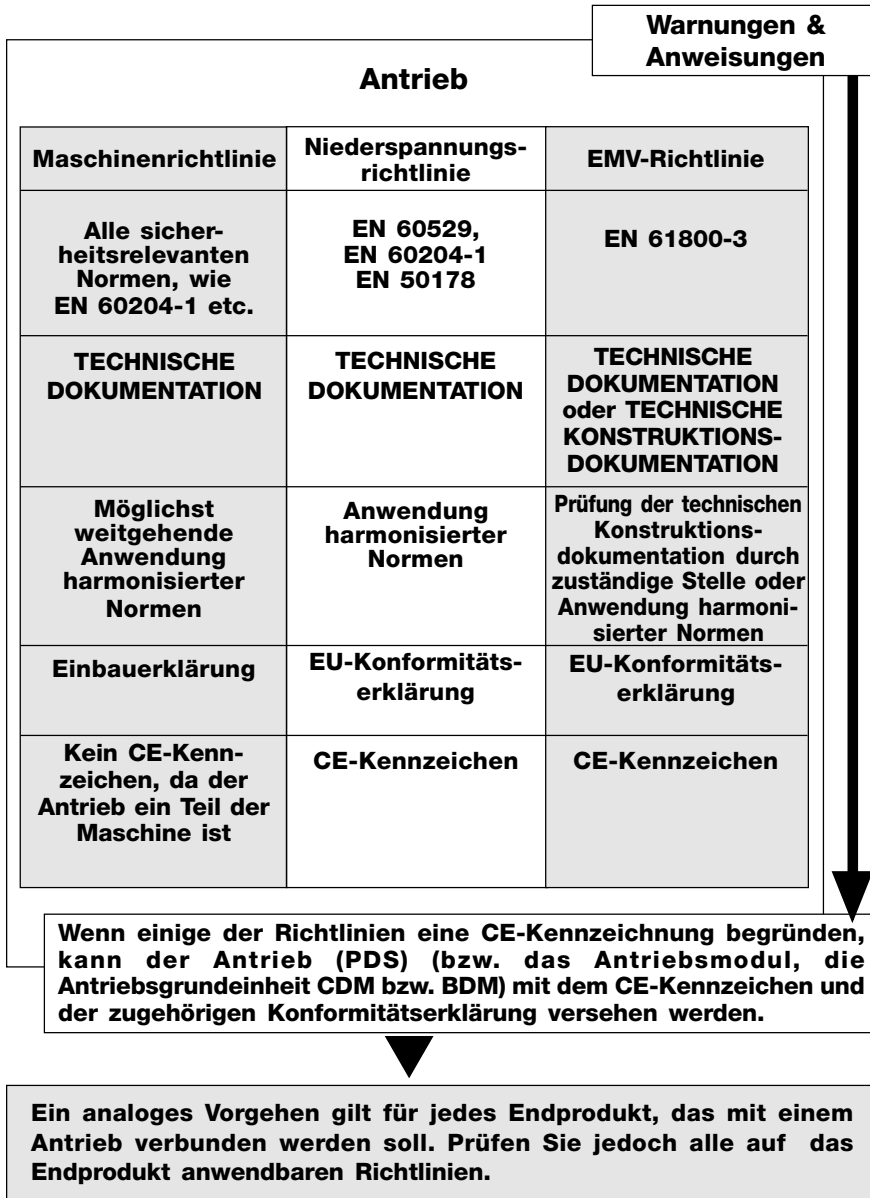 Warnungen &
Anweisungen
Antrieb
Maschinenrichtlinie
Niederspannungs-
richtlinie
EMV-Richtlinie
Alle sicher-
heitsrelevanten
Normen, wie
EN 60204-1 etc.
EN 60529,
EN 60204-1
EN 50178
EN 61800-3
TECHNISCHE
DOKUMENTATION
TECHNISCHE
DOKUMENTATION
TECHNISCHE
DOKUMENTATION
oder TECHNISCHE
KONSTRUKTIONS-
DOKUMENTATION
Möglichst
weitgehende
Anwendung
harmonisierter
Normen
Anwendung
harmonisierter
Normen
Prüfung der technischen
Konstruktions-
dokumentation durch
zuständige Stelle oder
Anwendung harmoni-
sierter Normen
Einbauerklärung
EU-Konformitäts-
erklärung
EU-Konformitäts-
erklärung
Kein CE-Kenn-
zeichen, da der
Antrieb ein Teil der
Maschine ist
CE-Kennzeichen
CE-Kennzeichen
Wenn einige der Richtlinien eine CE-Kennzeichnung begründen,
kann der Antrieb (PDS) (bzw. das Antriebsmodul, die
Antriebsgrundeinheit CDM bzw. BDM) mit dem CE-Kennzeichen und
der zugehörigen Konformitätserklärung versehen werden.
Ein analoges Vorgehen gilt für jedes Endprodukt, das mit einem
Antrieb verbunden werden soll. Prüfen Sie jedoch alle auf das
Endprodukt anwendbaren Richtlinien.